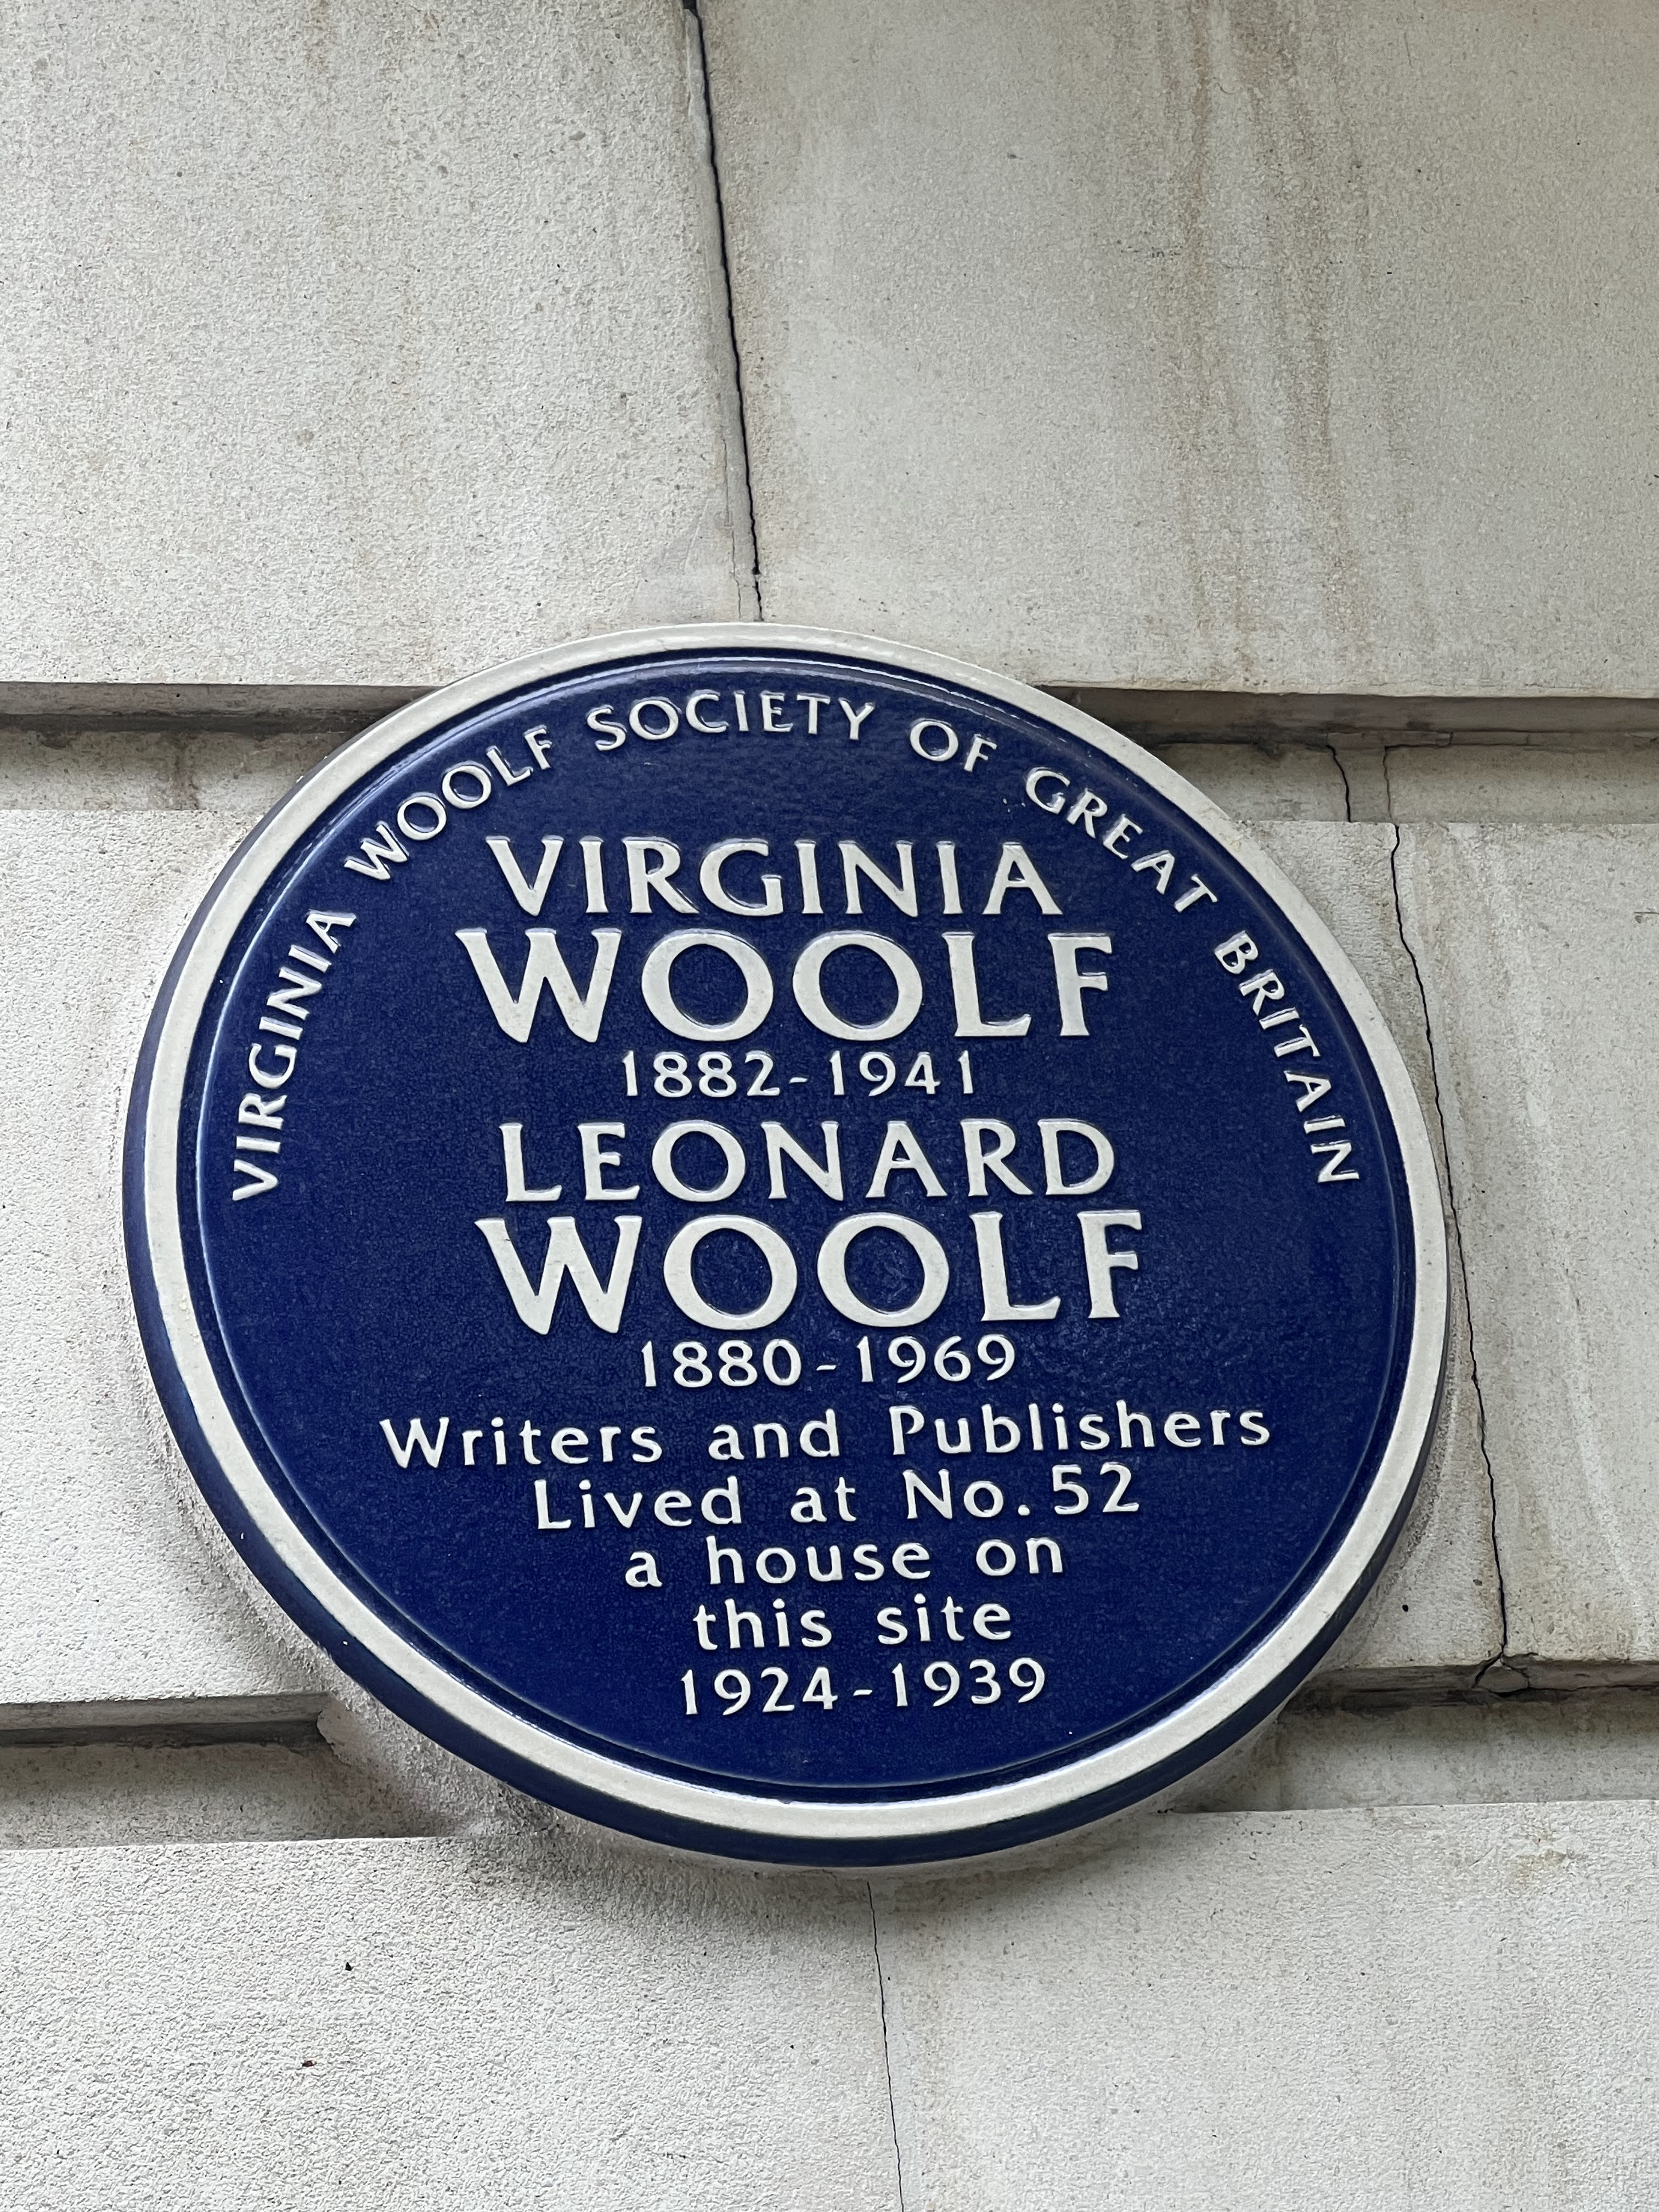 VIRGINIA WOOLF SOCIETY OF GREAT BRITAIN
VIRGINIA
WOOLF
1882-1941
LEONARD
WOOLF
1880-1969
Writers and Publishers
Lived at No. 52
a house on
this site
1924-1939